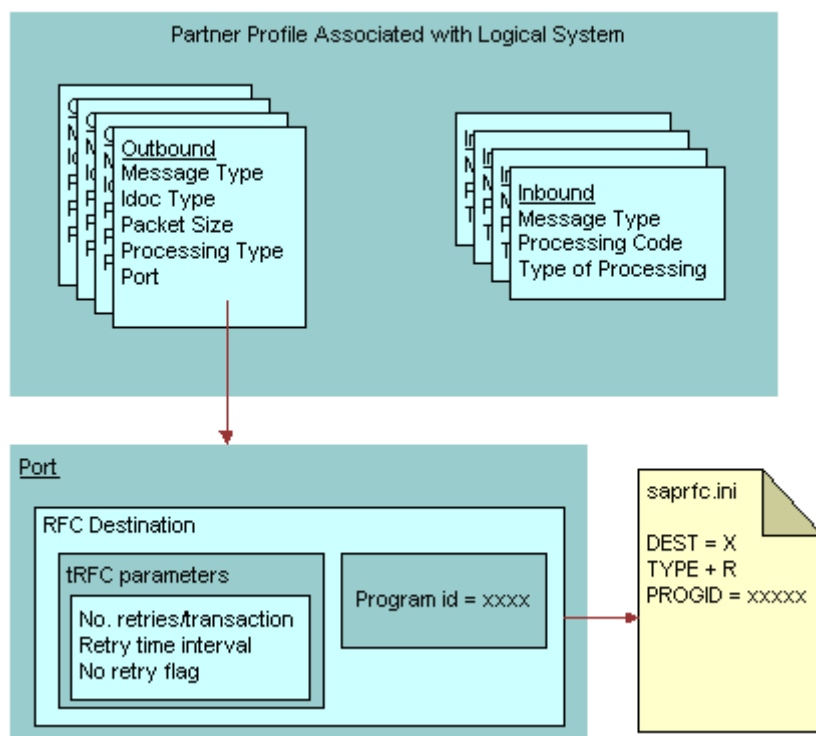 Partner Profile Associated with Logical System
Outbound
Message Type
Idoc Type
Packet Size
Processing Type
Port
Inbound
Message Type
Processing Code
Type of Processing
Port
RFC Destination
tRFC parameters
No. retries/transaction
Retry time interval
No retry flag
Program id = xxxx
saprfc.ini
DEST = X
TYPE + R
PROGID = xxxxx